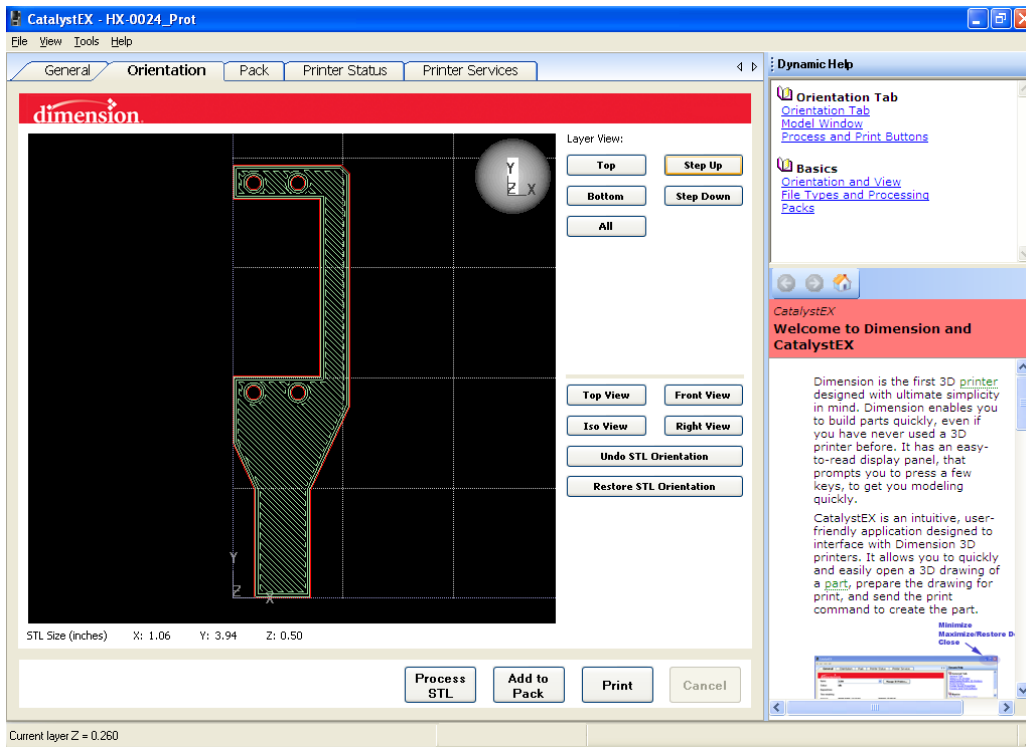 CatalystEX - HX-0024_Prot
File View Tools Help
General Orientation Pack Printer Status Printer Services
dimension
Y
Z X
Layer View:
Top Step Up
Bottom Step Down
All
Top View Front View
Iso View Right View
Undo STL Orientation
Restore STL Orientation
Y
Z
X
STL Size (inches) X: 1.06 Y: 3.94 Z: 0.50
Process STL
Add to Pack
Print
Cancel
Current layer Z = 0.260
Dynamic Help
Orientation Tab
Orientation Tab
Model Window
Process and Print Buttons
Basics
Orientation and View
File Types and Processing
Packs
CatalystEX
Welcome to Dimension and
CatalystEX
Dimension is the first 3D printer
designed with ultimate simplicity
in mind. Dimension enables you
to build parts quickly, even if
you have never used a 3D
printer before. It has an easy-
to-read display panel, that
prompts you to press a few
keys, to get you modeling
quickly.
CatalystEX is an intuitive, user-
friendly application designed to
interface with Dimension 3D
printers. It allows you to quickly
and easily open a 3D drawing of
a part, prepare the drawing for
print, and send the print
command to create the part.
Minimize
Maximize/Restore D
Close